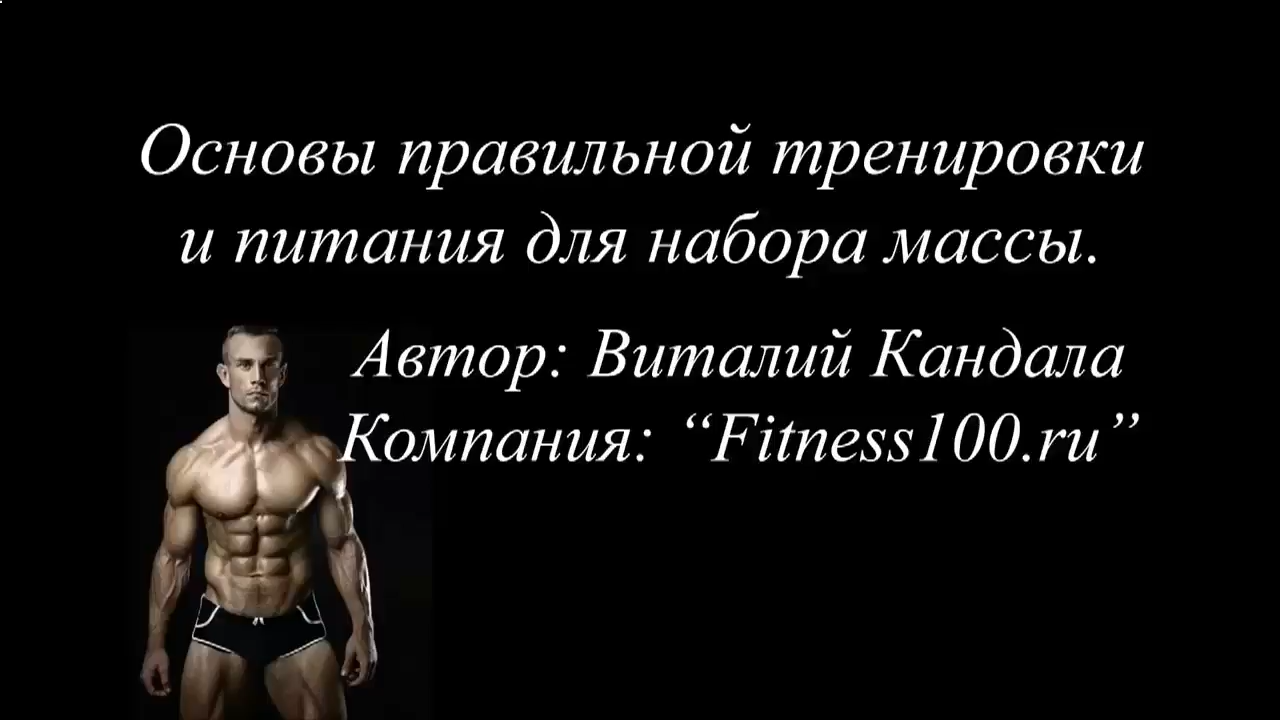 Основы правильной тренировки
и питания для набора массы.
Автор: Виталий Кандала
Компания: “Fitness100.ru”